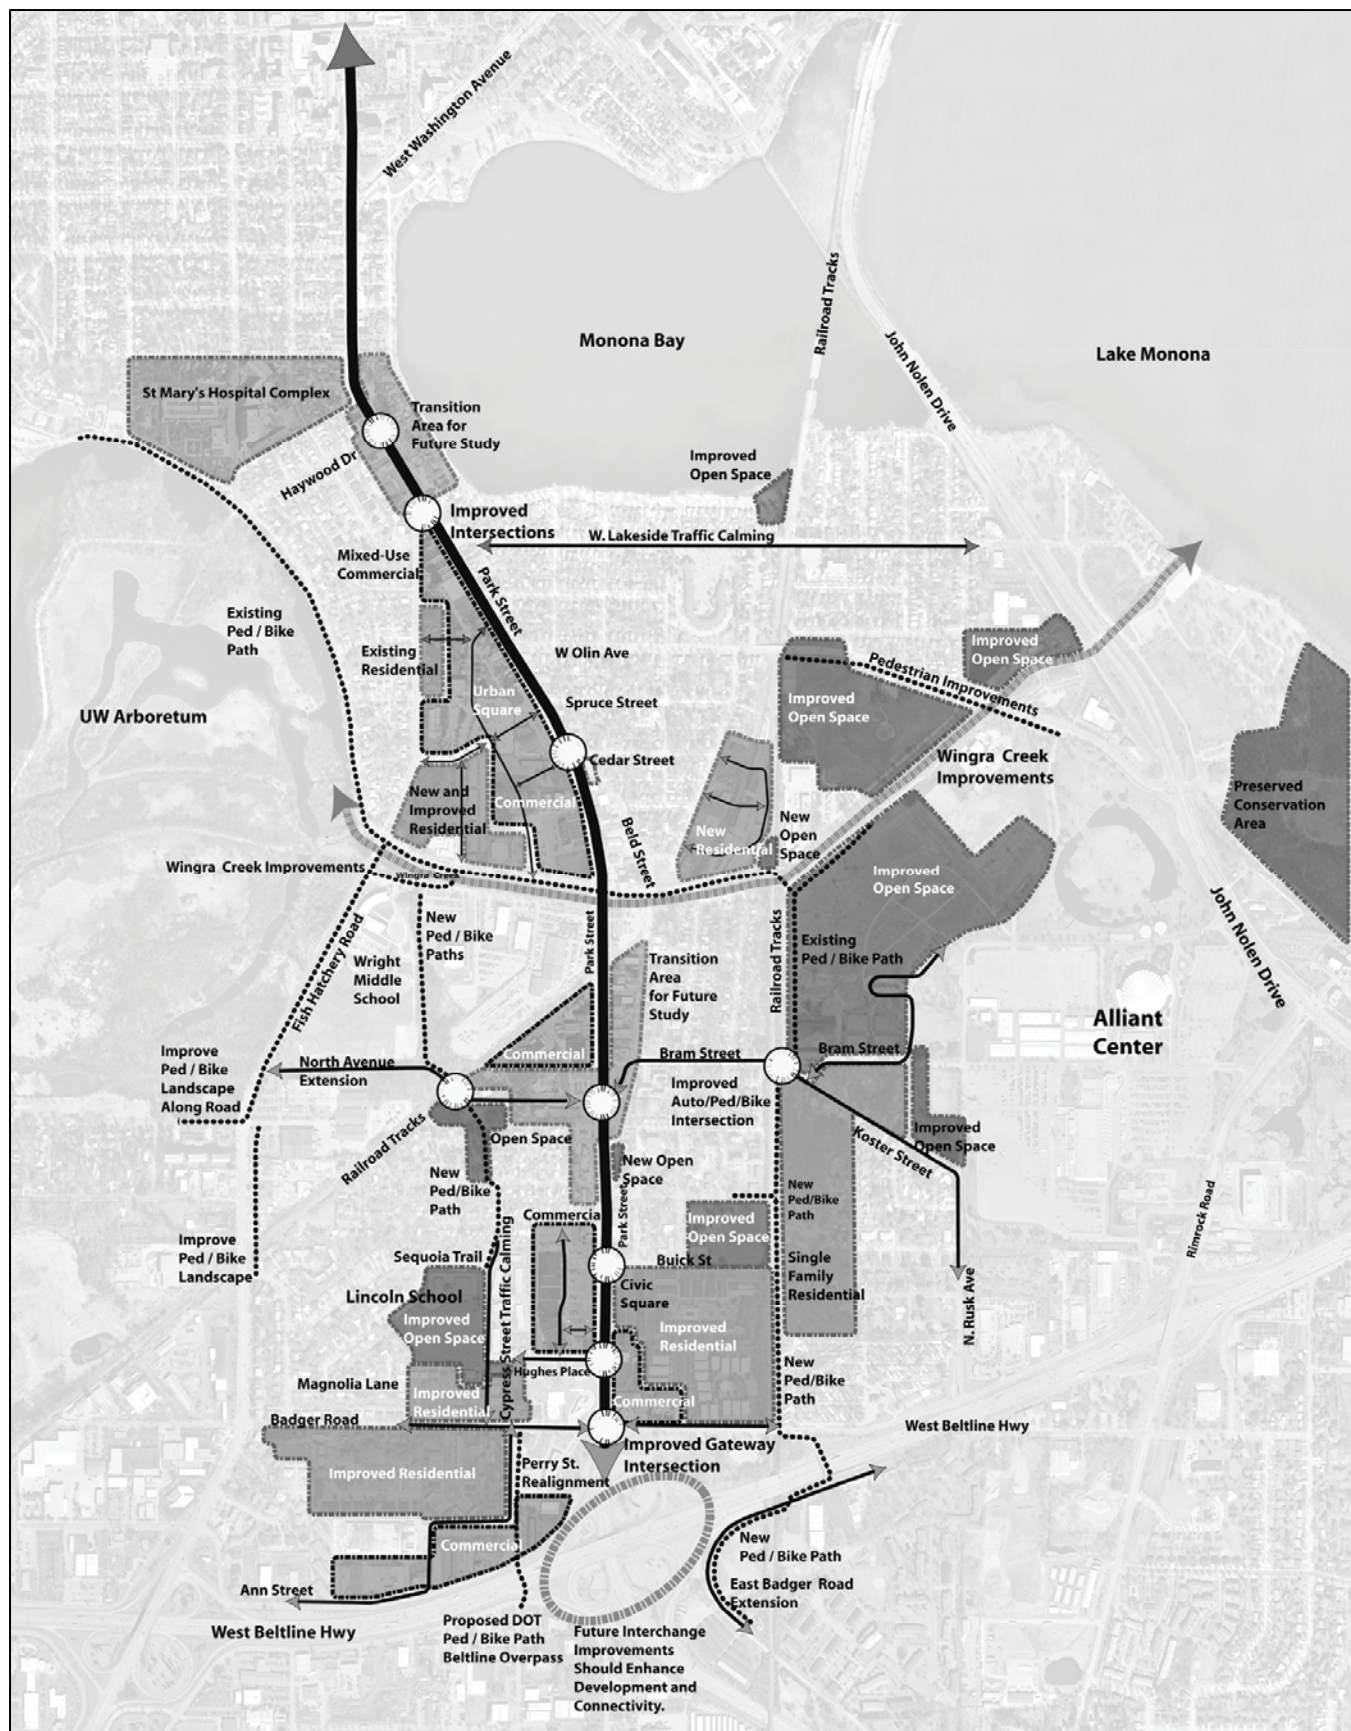 West Washington Avenue
Railroad Tracks
Monona Bay
John Nolen Drive
Lake Monona
St Mary's Hospital Complex
Transition
Area for
Future Study
Haywood Dr
Improved
Open Space
Improved
Intersections
W. Lakeside Traffic Calming
Mixed-Use
Commercial
Park Street
Existing
Ped / Bike
Path
Existing
Residential
W Olin Ave
Improved
Open Space
Pedestrian Improvements
Urban
Square
Spruce Street
Improved
Open Space
UW Arboretum
Cedar Street
Wingra Creek
Improvements
New and
Improved
Residential
Commercial
Preserved
Conservation
Area
New
Residential
New
Open
Space
Beld Street
Wingra Creek Improvements
Wingra Creek
Improved
Open Space
John Nolen Drive
New
Ped / Bike
Paths
Park Street
Railroad Tracks
Existing
Ped / Bike Path
Fish Hatchery Road
Wright
Middle
School
Transition
Area
for Future
Study
Alliant
Center
Improve
Ped / Bike
Landscape
Along Road
North Avenue
Extension
Commercial
Bram Street
Bram Street
Improved
Auto/Ped/Bike
Intersection
Railroad Tracks
Open Space
Koster Street
Improved
Open Space
New
Ped/Bike
Path
New Open
Space
New
Ped/Bike
Path
Rimrock Road
Commercial
Park Street
Improved
Open Space
Improve
Ped / Bike
Landscape
Sequoia Trail
Cypress Street Traffic Calming
Buick St
Single
Family
Residential
Lincoln School
Improved
Open Space
Civic
Square
Improved
Residential
N. Rusk Ave
Hughes Place
New
Ped/Bike
Path
Magnolia Lane
Improved
Residential
Commercial
Badger Road
West Beltline Hwy
Improved Gateway
Intersection
Improved Residential
Perry St.
Realignment
Commercial
New
Ped / Bike Path
Ann Street
East Badger Road
Extension
West Beltline Hwy
Proposed DOT
Ped / Bike Path
Beltline Overpass
Future Interchange
Improvements
Should Enhance
Development and
Connectivity.